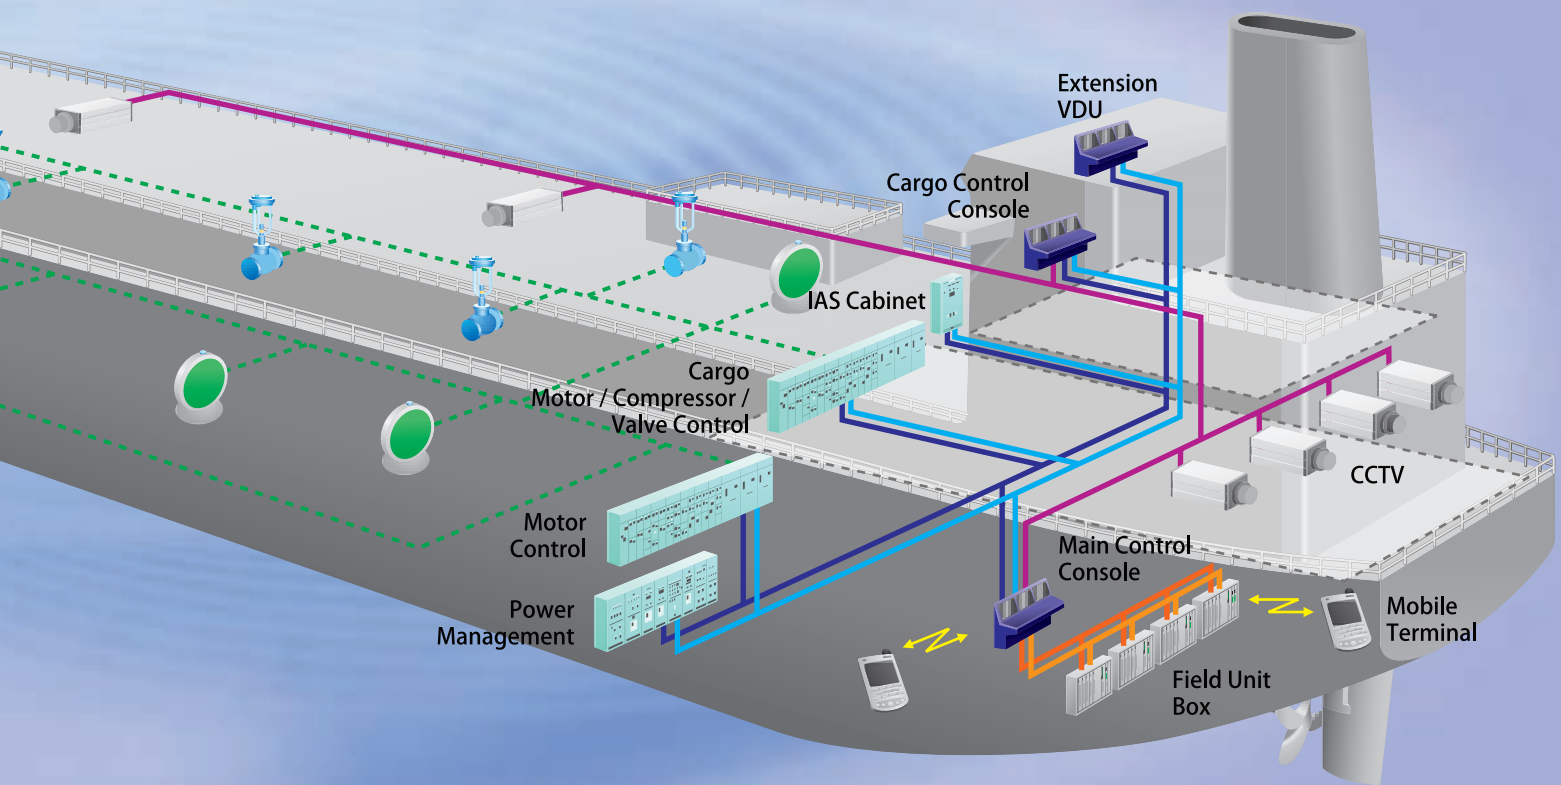 Extension
VDU
Cargo Control
Console
IAS Cabinet
Cargo
Motor / Compressor /
Valve Control
CCTV
Motor
Control
Main Control
Console
Power
Management
Mobile
Terminal
Field Unit
Box